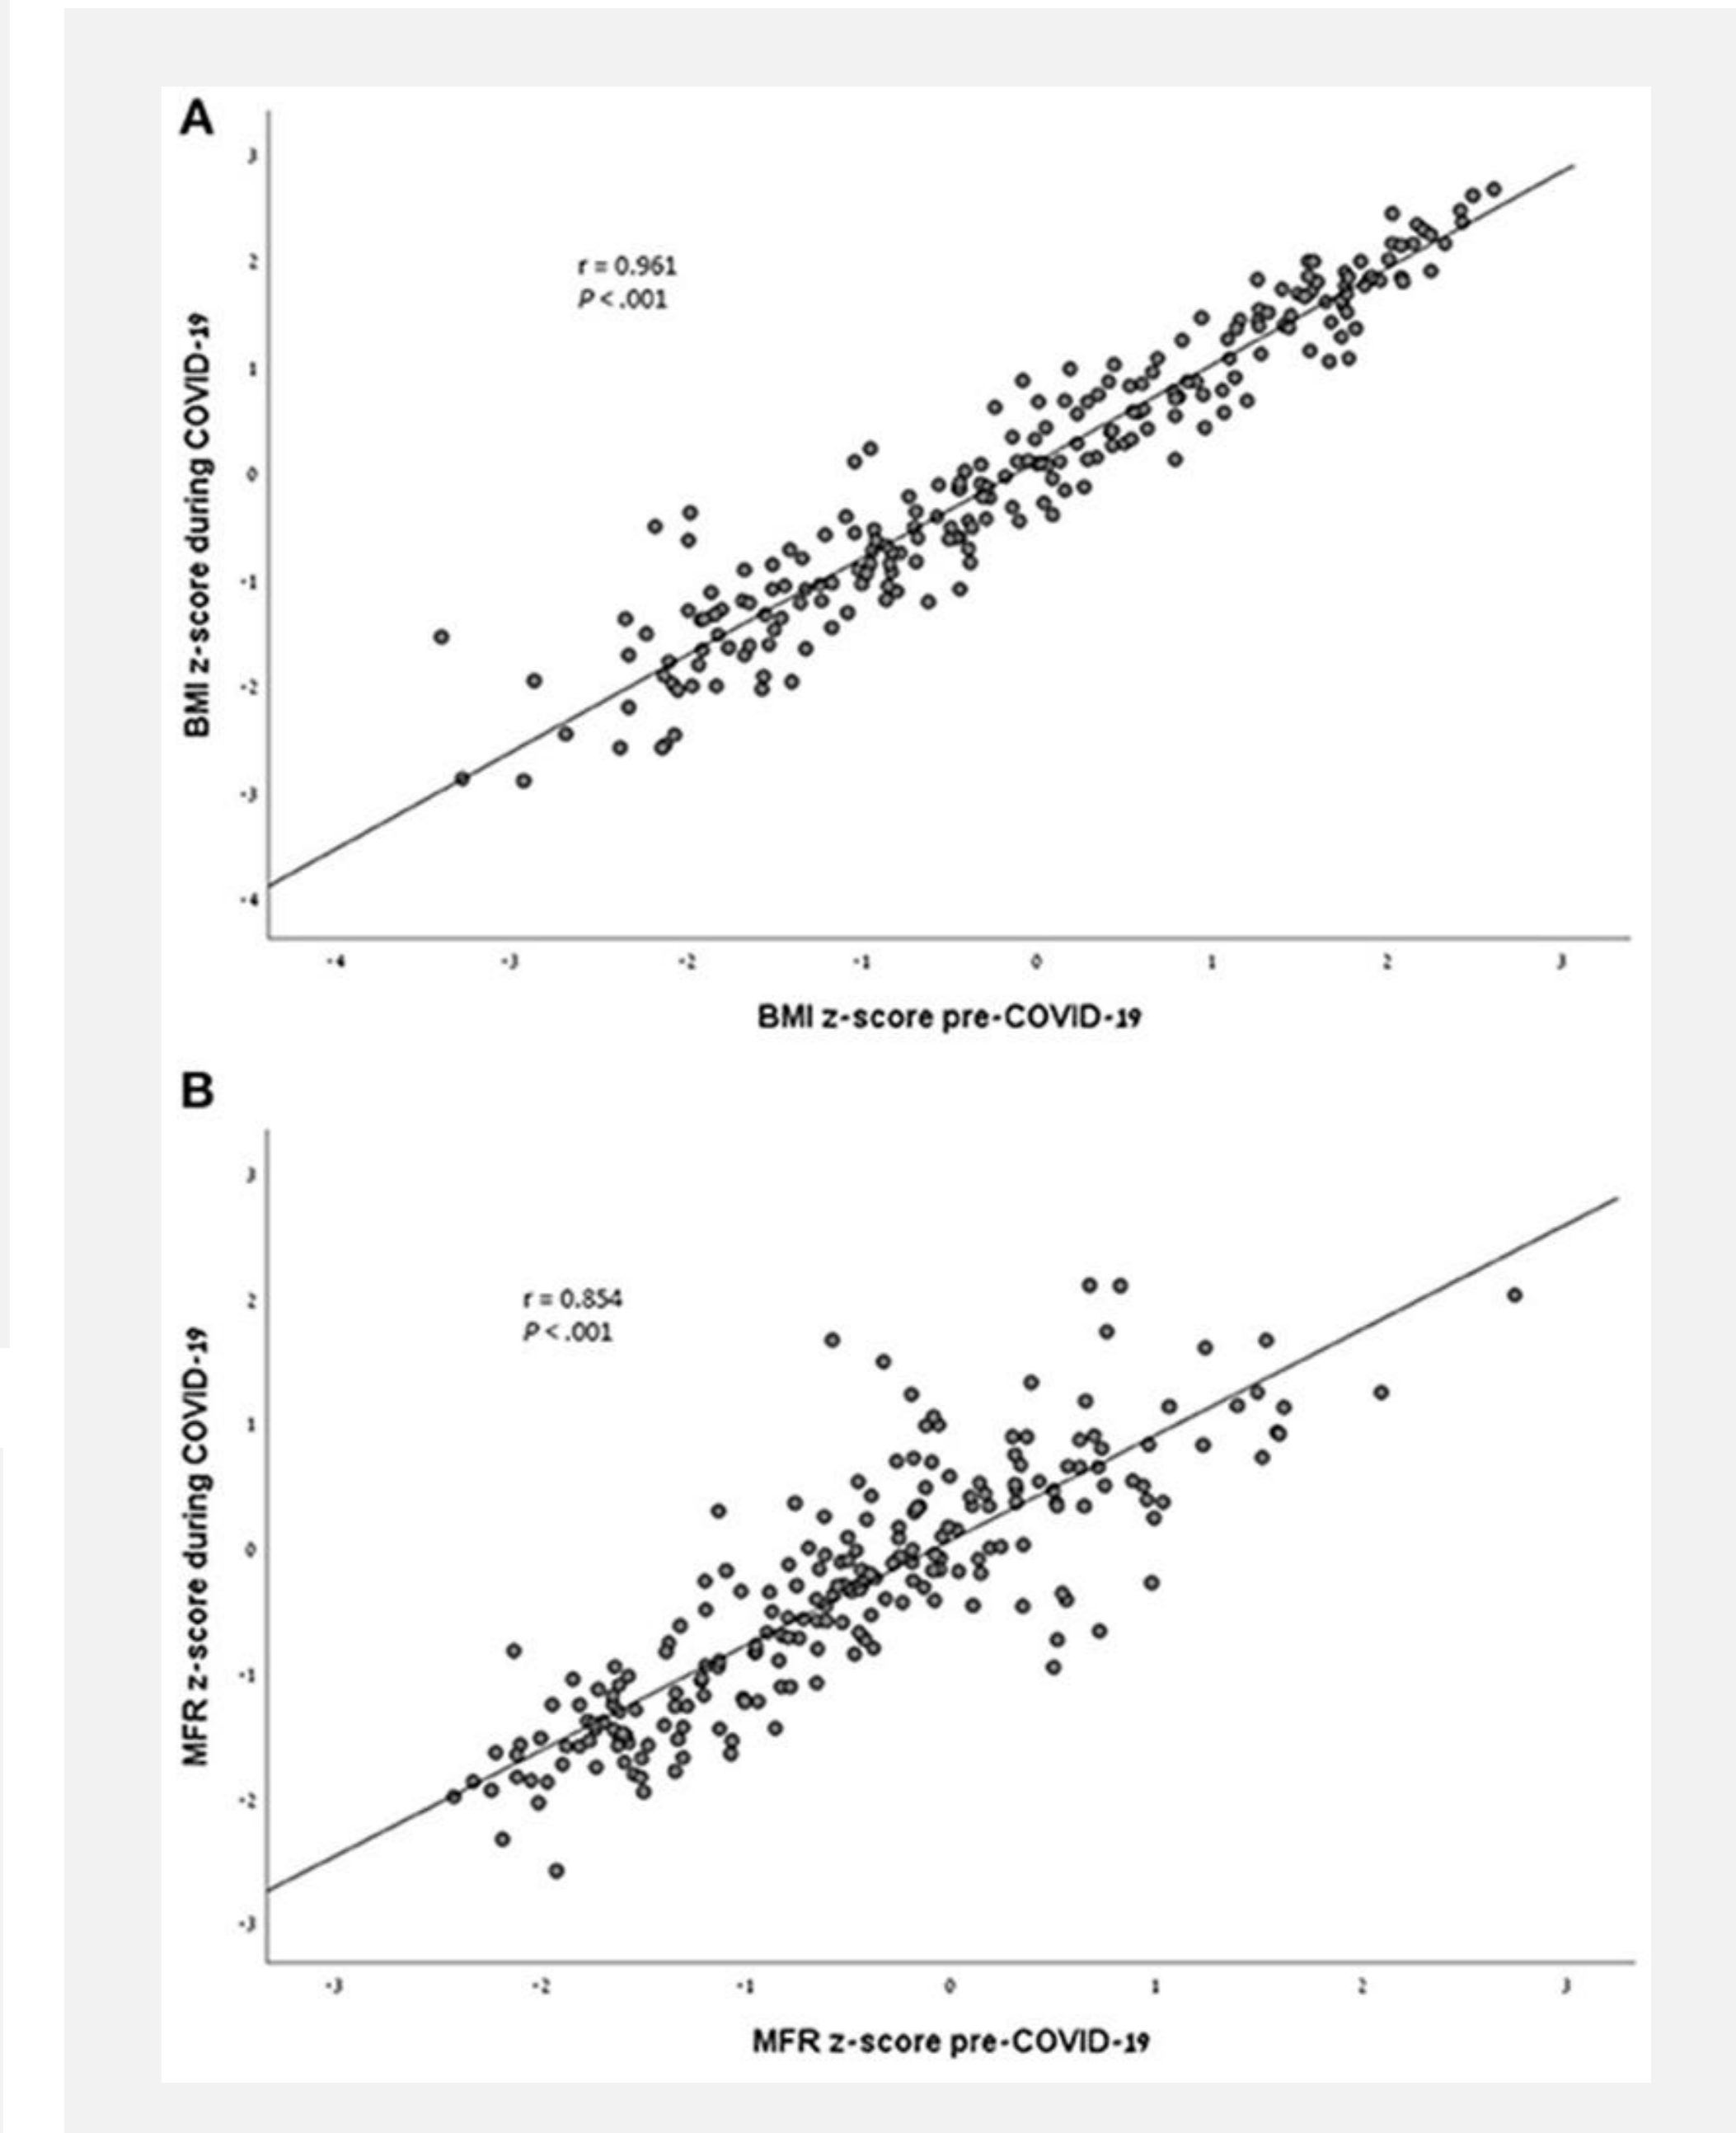 A
3
2
1
0
-1
-2
-3
-4
r = 0.961
P < .001
BMI z-score during COVID-19
-4 -3 -2 -1 0 1 2 3
BMI z-score pre-COVID-19
B
3
2
1
0
-1
-2
-3
r = 0.854
P < .001
MFR z-score during COVID-19
-3 -2 -1 0 1 2 3
MFR z-score pre-COVID-19